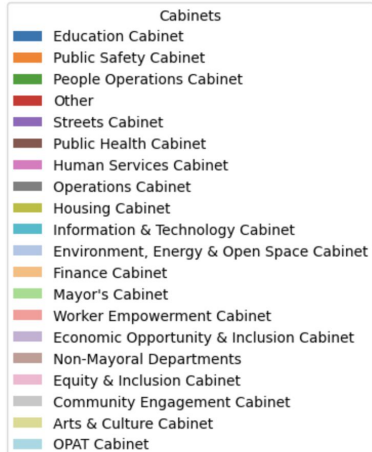 Cabinets
Education Cabinet
Public Safety Cabinet
People Operations Cabinet
Other
Streets Cabinet
Public Health Cabinet
Human Services Cabinet
Operations Cabinet
Housing Cabinet
Information & Technology Cabinet
Environment, Energy & Open Space Cabinet
Finance Cabinet
Mayor's Cabinet
Worker Empowerment Cabinet
Economic Opportunity & Inclusion Cabinet
Non-Mayoral Departments
Equity & Inclusion Cabinet
Community Engagement Cabinet
Arts & Culture Cabinet
OPAT Cabinet